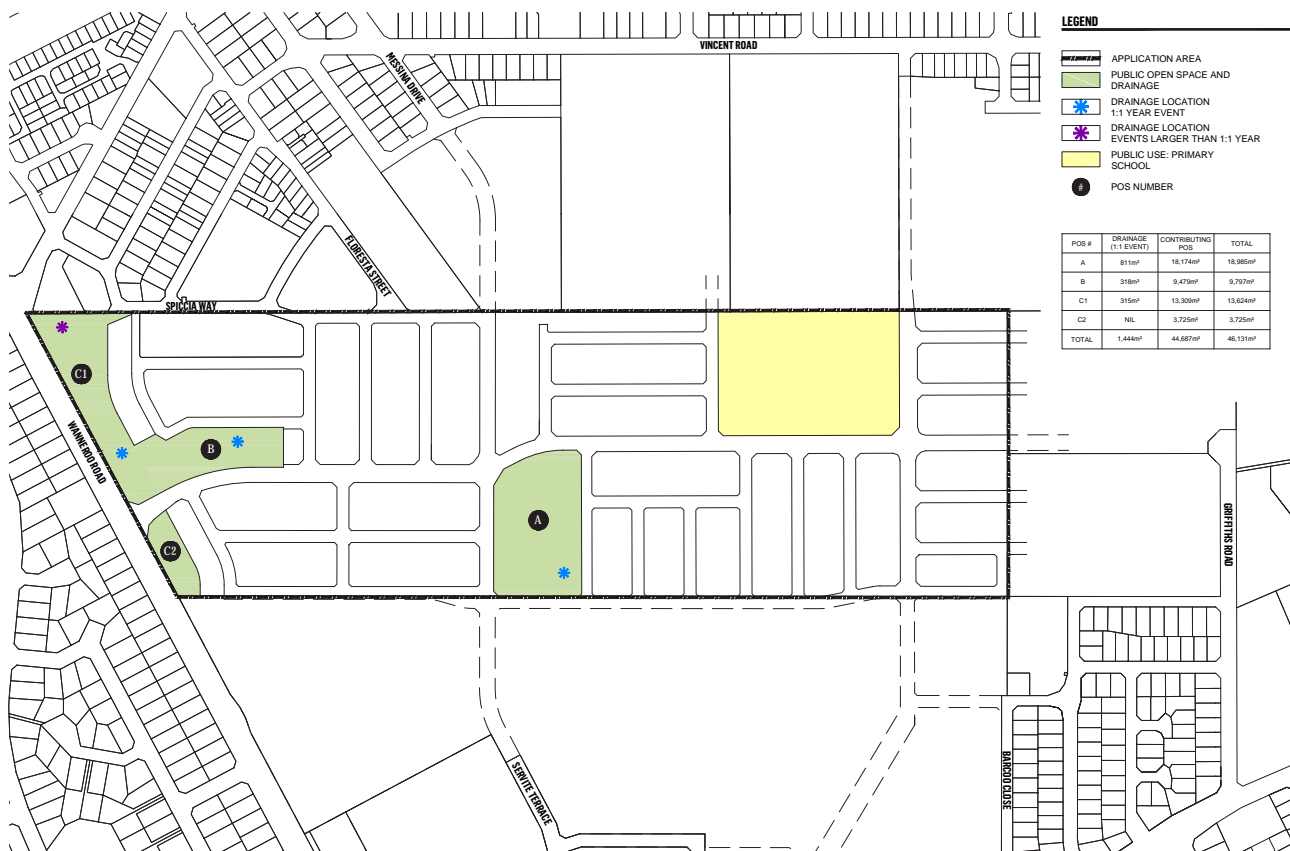 VINCENT ROAD
MESSINA DRIVE
FLORESTA STREET
SPICCIA WAY
C1
B
WANNEROO ROAD
A
C2
SERVITE TERRACE
BARCOO CLOSE
GRIFFITHS ROAD
LEGEND
APPLICATION AREA
PUBLIC OPEN SPACE AND
DRAINAGE
DRAINAGE LOCATION
1:1 YEAR EVENT
DRAINAGE LOCATION
EVENTS LARGER THAN 1:1 YEAR
PUBLIC USE: PRIMARY
SCHOOL
# POS NUMBER
POS # DRAINAGE (1:1 EVENT) CONTRIBUTING POS TOTAL
A 811m² 18,174m² 18,985m²
B 318m² 9,479m² 9,797m²
C1 315m² 13,309m² 13,624m²
C2 NIL 3,725m² 3,725m²
TOTAL 1,444m² 44,687m² 46,131m²